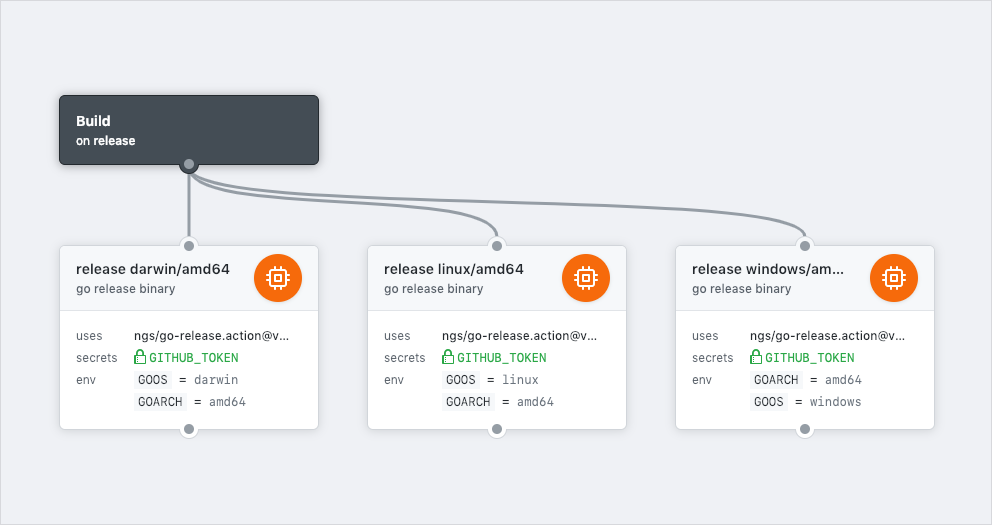 Build
on release
release darwin/amd64
go release binary
uses ngs/go-release.action@v...
secrets GITHUB_TOKEN
env GOOS = darwin
GOARCH = amd64
release linux/amd64
go release binary
uses ngs/go-release.action@v...
secrets GITHUB_TOKEN
env GOOS = linux
GOARCH = amd64
release windows/am...
go release binary
uses ngs/go-release.action@v...
secrets GITHUB_TOKEN
env GOARCH = amd64
GOOS = windows